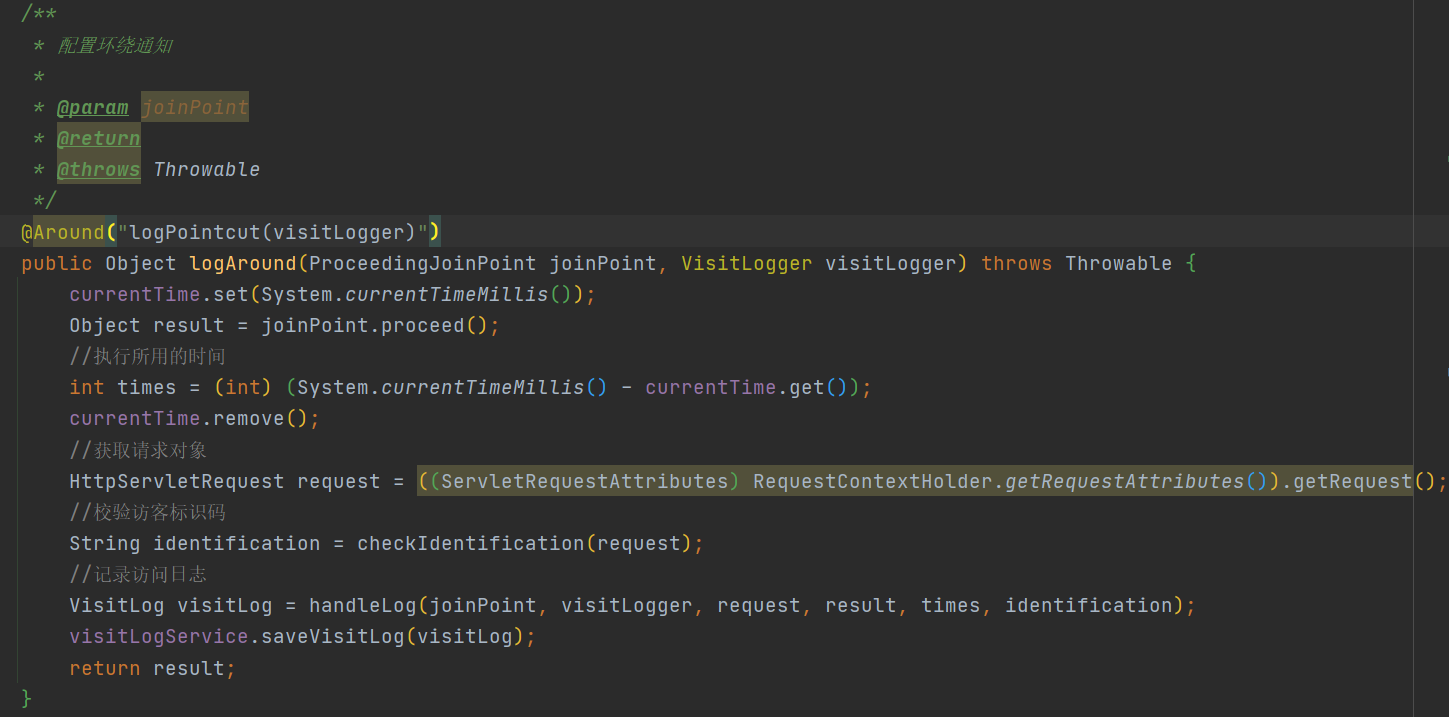 /**
 * 配置环绕通知
 *
 * @param joinPoint
 * @return
 * @throws Throwable
 */
@Around("logPointcut(visitLogger)")
public Object logAround(ProceedingJoinPoint joinPoint, VisitLogger visitLogger) throws Throwable {
    currentTime.set(System.currentTimeMillis());
    Object result = joinPoint.proceed();
    //执行所用的时间
    int times = (int) (System.currentTimeMillis() - currentTime.get());
    currentTime.remove();
    //获取请求对象
    HttpServletRequest request = ((ServletRequestAttributes) RequestContextHolder.getRequestAttributes()).getRequest();
    //校验访客标识码
    String identification = checkIdentification(request);
    //记录访问日志
    VisitLog visitLog = handleLog(joinPoint, visitLogger, request, result, times, identification);
    visitLogService.saveVisitLog(visitLog);
    return result;
}